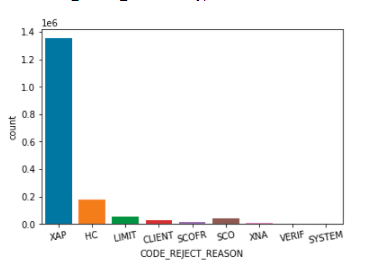 1e6
1.4
1.2
1.0
0.8
0.6
0.4
0.2
0.0
count
XAP HC LIMIT CLIENT SCOFR SCO XNA VERIF SYSTEM
CODE_REJECT_REASON